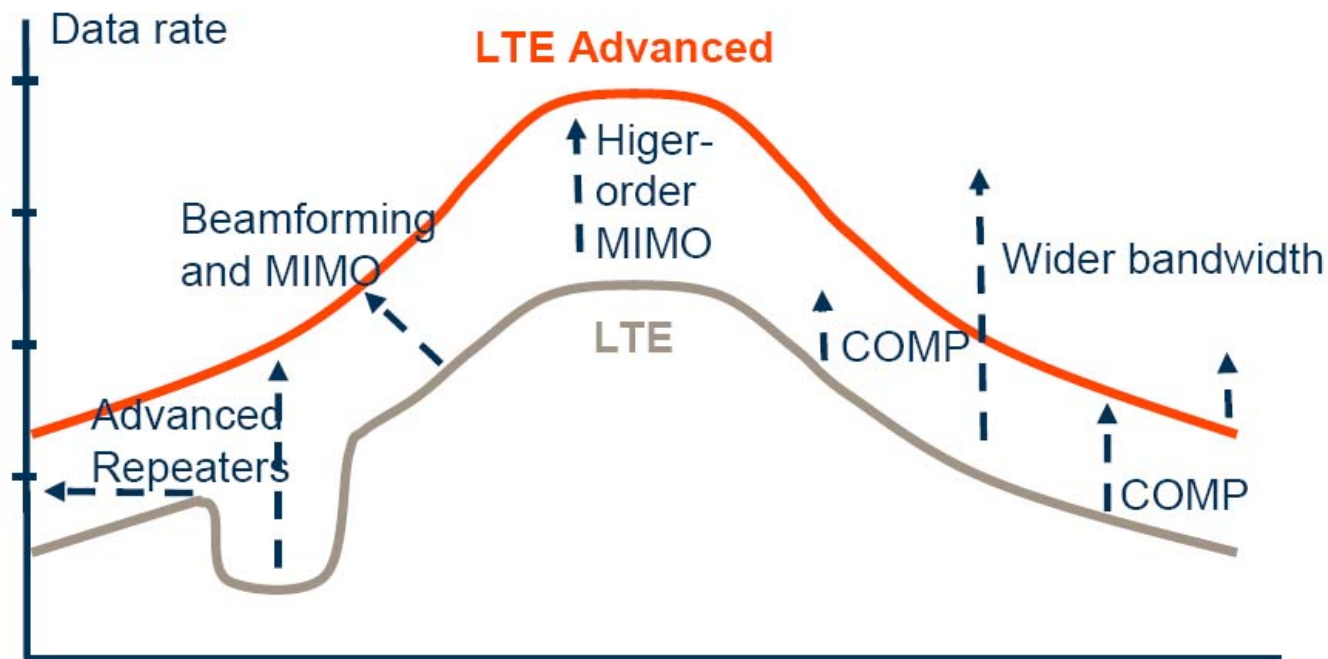 Data rate
LTE Advanced
Higer-
order
MIMO
Beamforming
and MIMO
Wider bandwidth
LTE
COMP
Advanced
Repeaters
COMP